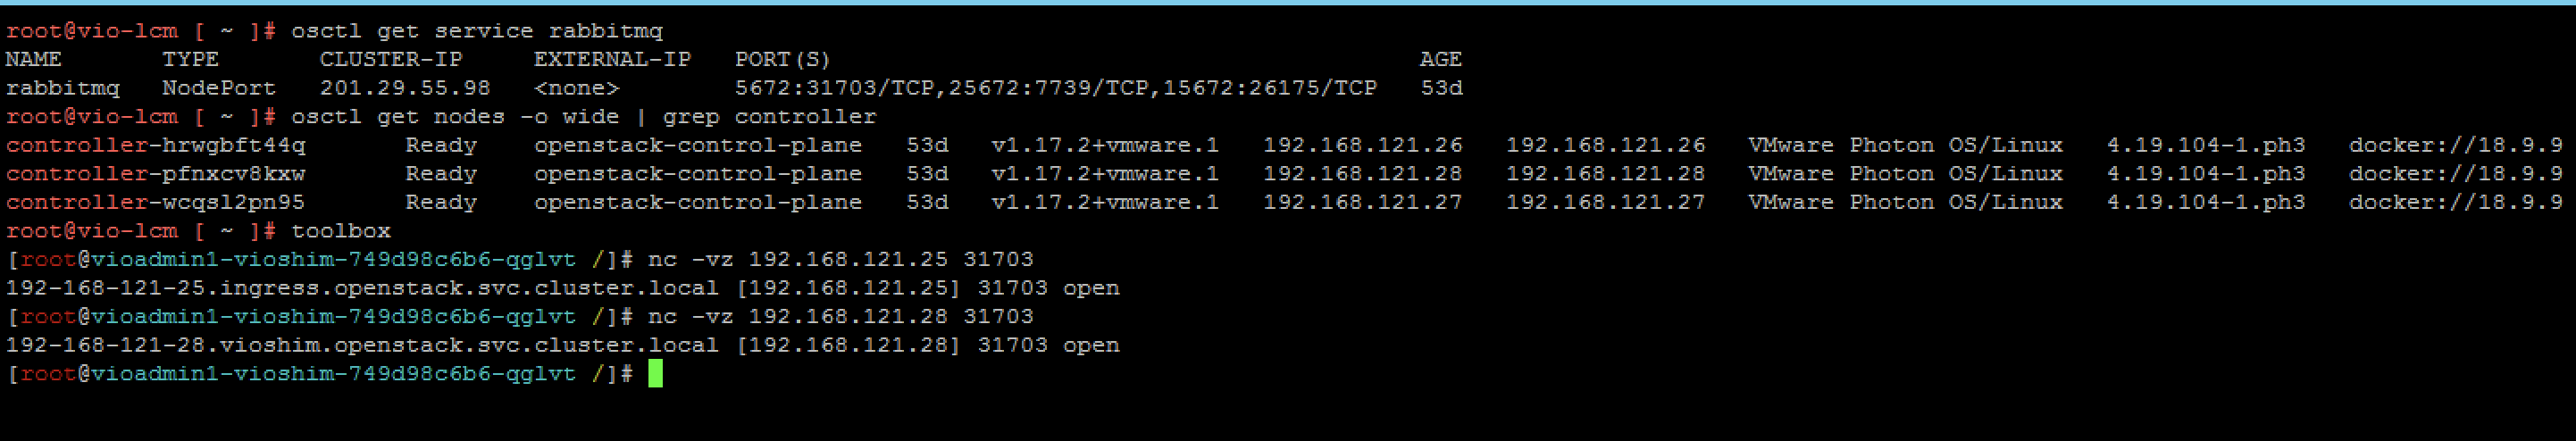 root@vio-lcm [ ~ ]# osctl get service rabbitmq
NAME TYPE CLUSTER-IP EXTERNAL-IP PORT(S) AGE
rabbitmq NodePort 201.29.55.98 <none> 5672:31703/TCP,25672:7739/TCP,15672:26175/TCP 53d
root@vio-lcm [ ~ ]# osctl get nodes -o wide | grep controller
controller-hrwgbft44q Ready openstack-control-plane 53d v1.17.2+vmware.1 192.168.121.26 192.168.121.26 VMware Photon OS/Linux 4.19.104-1.ph3 docker://18.9.9
controller-pfnxcv8kxw Ready openstack-control-plane 53d v1.17.2+vmware.1 192.168.121.28 192.168.121.28 VMware Photon OS/Linux 4.19.104-1.ph3 docker://18.9.9
controller-wcqsl2pn95 Ready openstack-control-plane 53d v1.17.2+vmware.1 192.168.121.27 192.168.121.27 VMware Photon OS/Linux 4.19.104-1.ph3 docker://18.9.9
root@vio-lcm [ ~ ]# toolbox
[root@vioadmin1-vioshim-749d98c6b6-qglvt /]# nc -vz 192.168.121.25 31703
192-168-121-25.ingress.openstack.svc.cluster.local [192.168.121.25] 31703 open
[root@vioadmin1-vioshim-749d98c6b6-qglvt /]# nc -vz 192.168.121.28 31703
192-168-121-28.vioshim.openstack.svc.cluster.local [192.168.121.28] 31703 open
[root@vioadmin1-vioshim-749d98c6b6-qglvt /]#